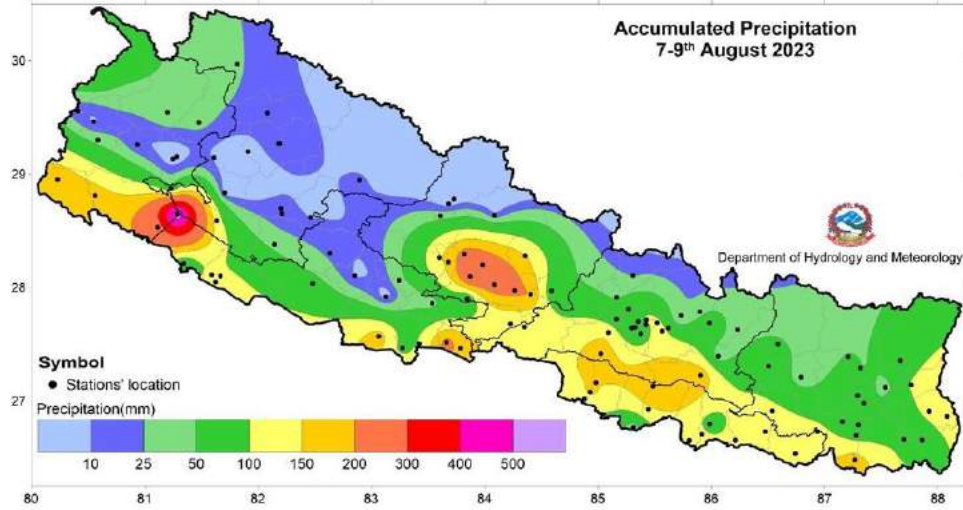 Accumulated Precipitation
7-9th August 2023
30
29
28
27
Department of Hydrology and Meteorology
Symbol
Stations' location
Precipitation(mm)
10 25 50 100 150 200 300 400 500
80 81 82 83 84 85 86 87 88